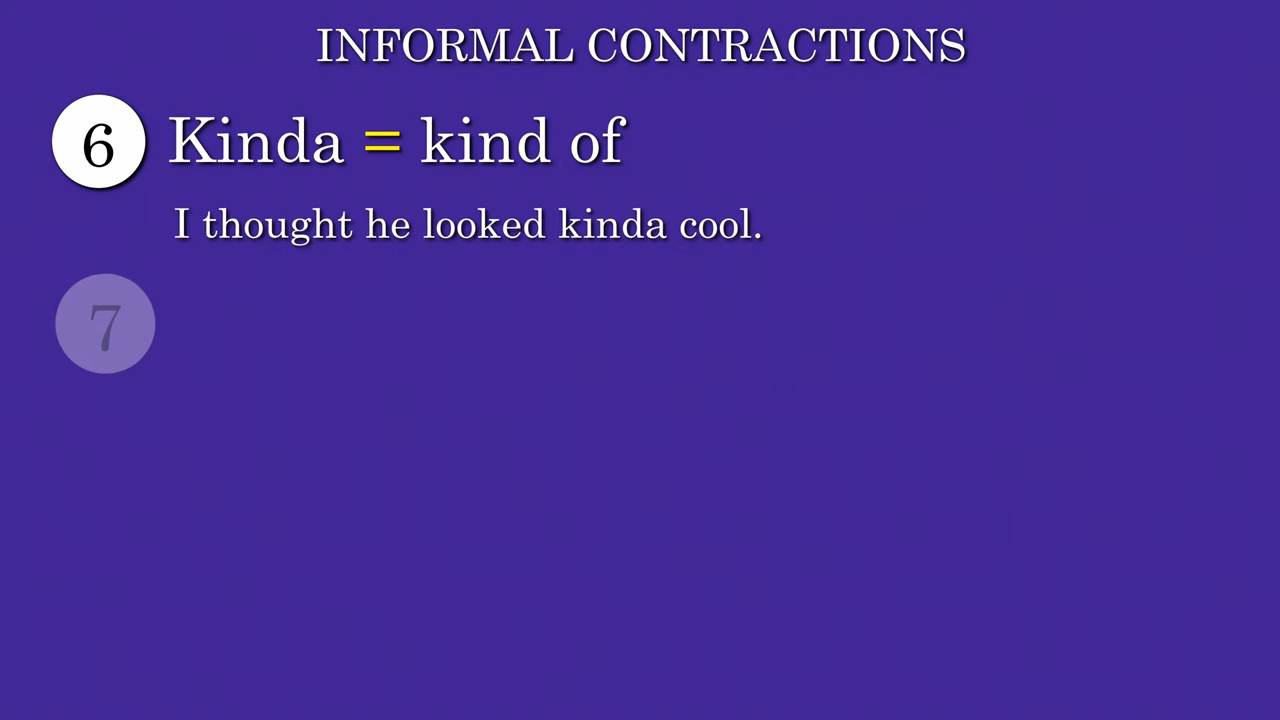 INFORMAL CONTRACTIONS
6 Kinda = kind of
I thought he looked kinda cool.
7